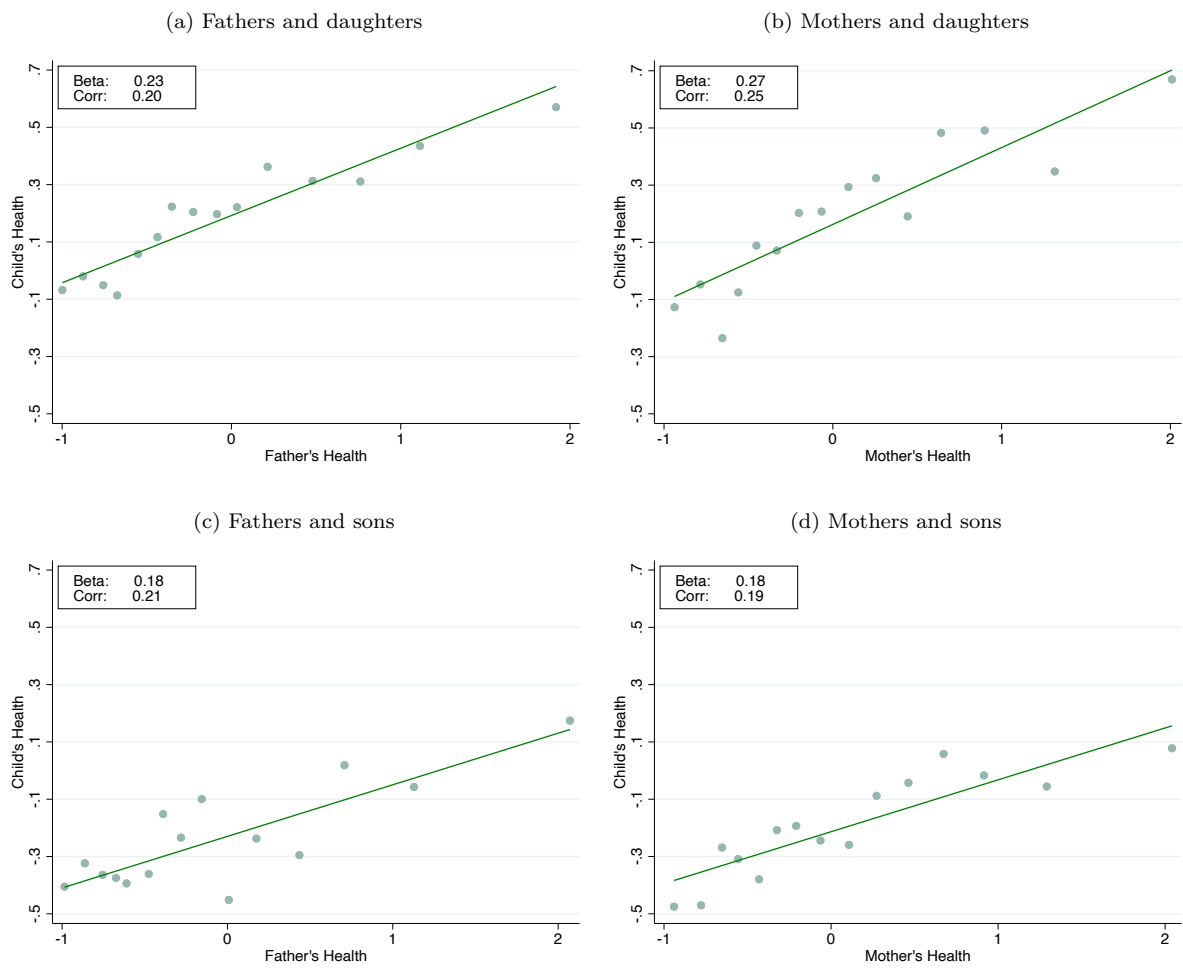 (a) Fathers and daughters
Beta: 0.23
Corr: 0.20
Child's Health
.7
.5
.3
.1
-.1
-.3
-.5
-1 0 1 2
Father's Health
(b) Mothers and daughters
Beta: 0.27
Corr: 0.25
Child's Health
.7
.5
.3
.1
-.1
-.3
-.5
-1 0 1 2
Mother's Health
(c) Fathers and sons
Beta: 0.18
Corr: 0.21
Child's Health
.7
.5
.3
.1
-.1
-.3
-.5
-1 0 1 2
Father's Health
(d) Mothers and sons
Beta: 0.18
Corr: 0.19
Child's Health
.7
.5
.3
.1
-.1
-.3
-.5
-1 0 1 2
Mother's Health